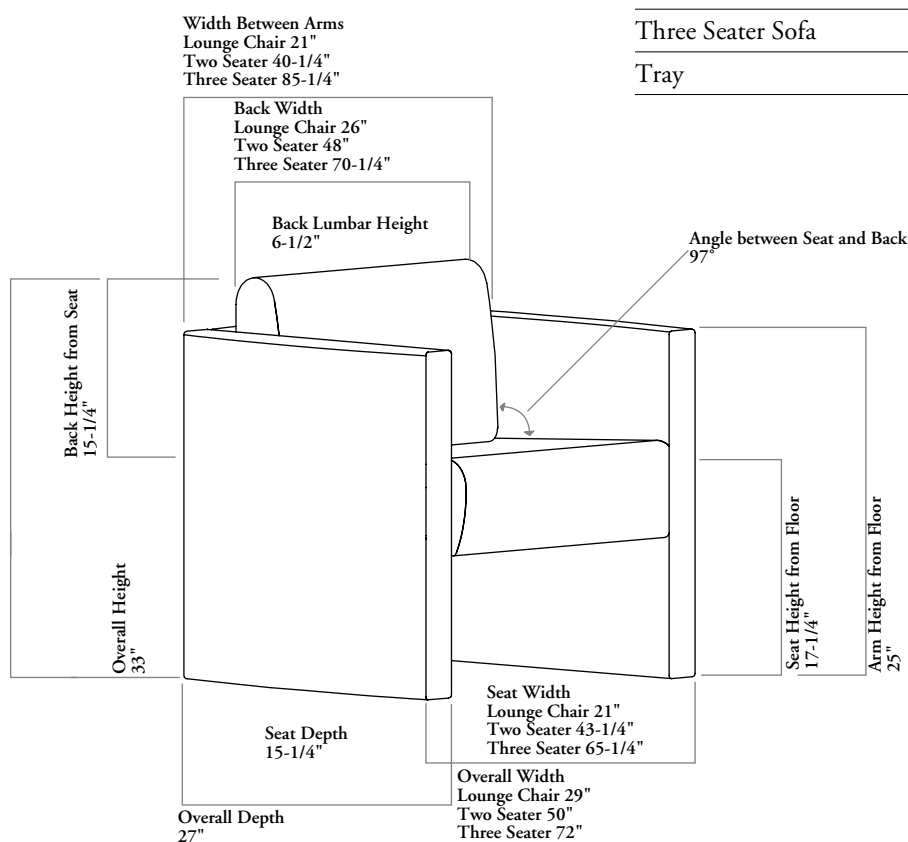 Three Seater Sofa
Tray
Width Between Arms
Lounge Chair 21"
Two Seater 40-1/4"
Three Seater 85-1/4"
Back Width
Lounge Chair 26"
Two Seater 48"
Three Seater 70-1/4"
Back Lumbar Height
6-1/2"
Angle between Seat and Back
97°
Back Height from Seat
15-1/4"
Overall Height
33"
Seat Height from Floor
17-1/4"
Arm Height from Floor
25"
Seat Width
Lounge Chair 21"
Two Seater 43-1/4"
Three Seater 65-1/4"
Seat Depth
15-1/4"
Overall Width
Lounge Chair 29"
Two Seater 50"
Three Seater 72"
Overall Depth
27"